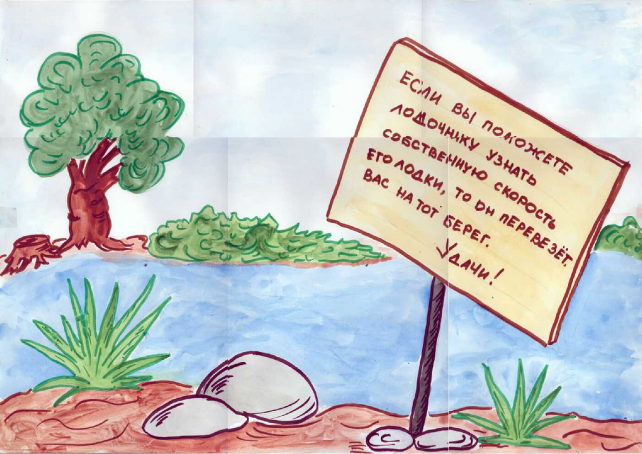 ЕСЛИ ВЫ ПОМОЖЕТЕ
ЛОДОЧНИКУ УЗНАТЬ
СОБСТВЕННУЮ СКОРОСТЬ
ЕГО ЛОДКИ, ТО ОН ПЕРЕВЕЗЁТ
ВАС НА ТОТ БЕРЕГ.
УДАЧИ!